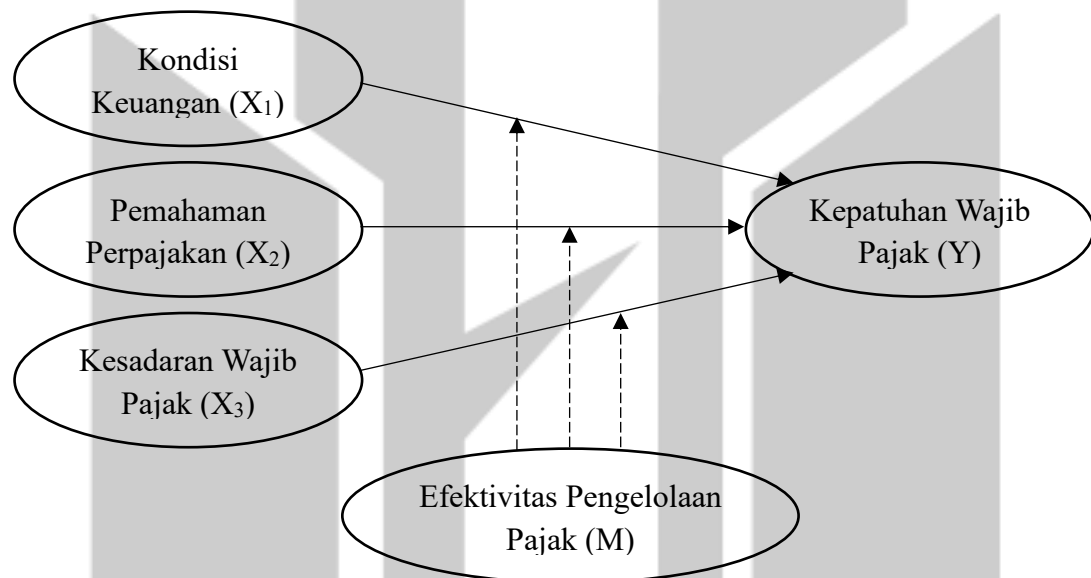 Kondisi
Keuangan (X₁)
Pemahaman
Perpajakan (X₂)
Kesadaran Wajib
Pajak (X₃)
Kepatuhan Wajib
Pajak (Y)
Efektivitas Pengelolaan
Pajak (M)